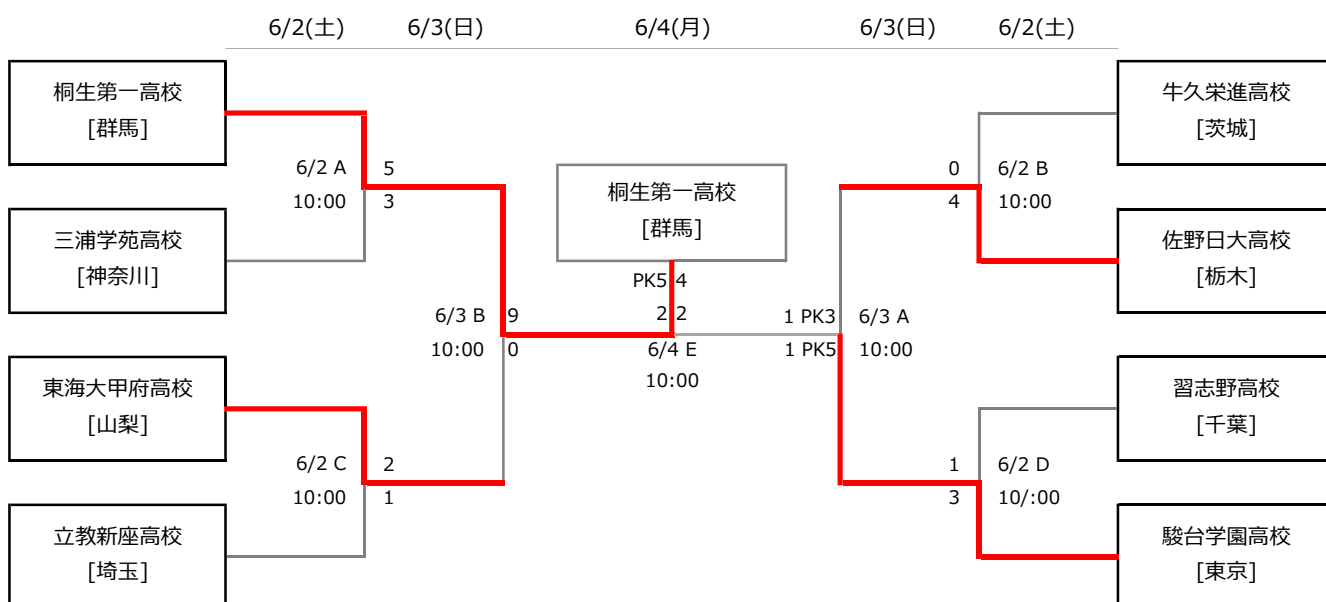 6/2(土) 6/3(日) 6/4(月) 6/3(日) 6/2(土)
桐生第一高校
[群馬]
6/2 A
10:00
5
3
三浦学苑高校
[神奈川]
6/3 B
10:00
9
0
東海大甲府高校
[山梨]
6/2 C
10:00
2
1
立教新座高校
[埼玉]
桐生第一高校
[群馬]
PK5 4
2 2
6/4 E
10:00
牛久栄進高校
[茨城]
0
4
6/2 B
10:00
佐野日大高校
[栃木]
1 PK3
1 PK5
6/3 A
10:00
習志野高校
[千葉]
1
3
6/2 D
10/:00
駿台学園高校
[東京]